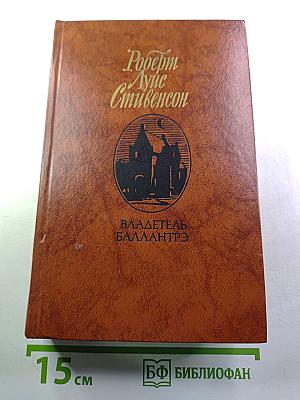 Роберт
Луис
Стивенсон
ВЛАДЕТЕЛЬ
БАЛЛАНТРЭ
15 см
БФ БИБЛИОФАН